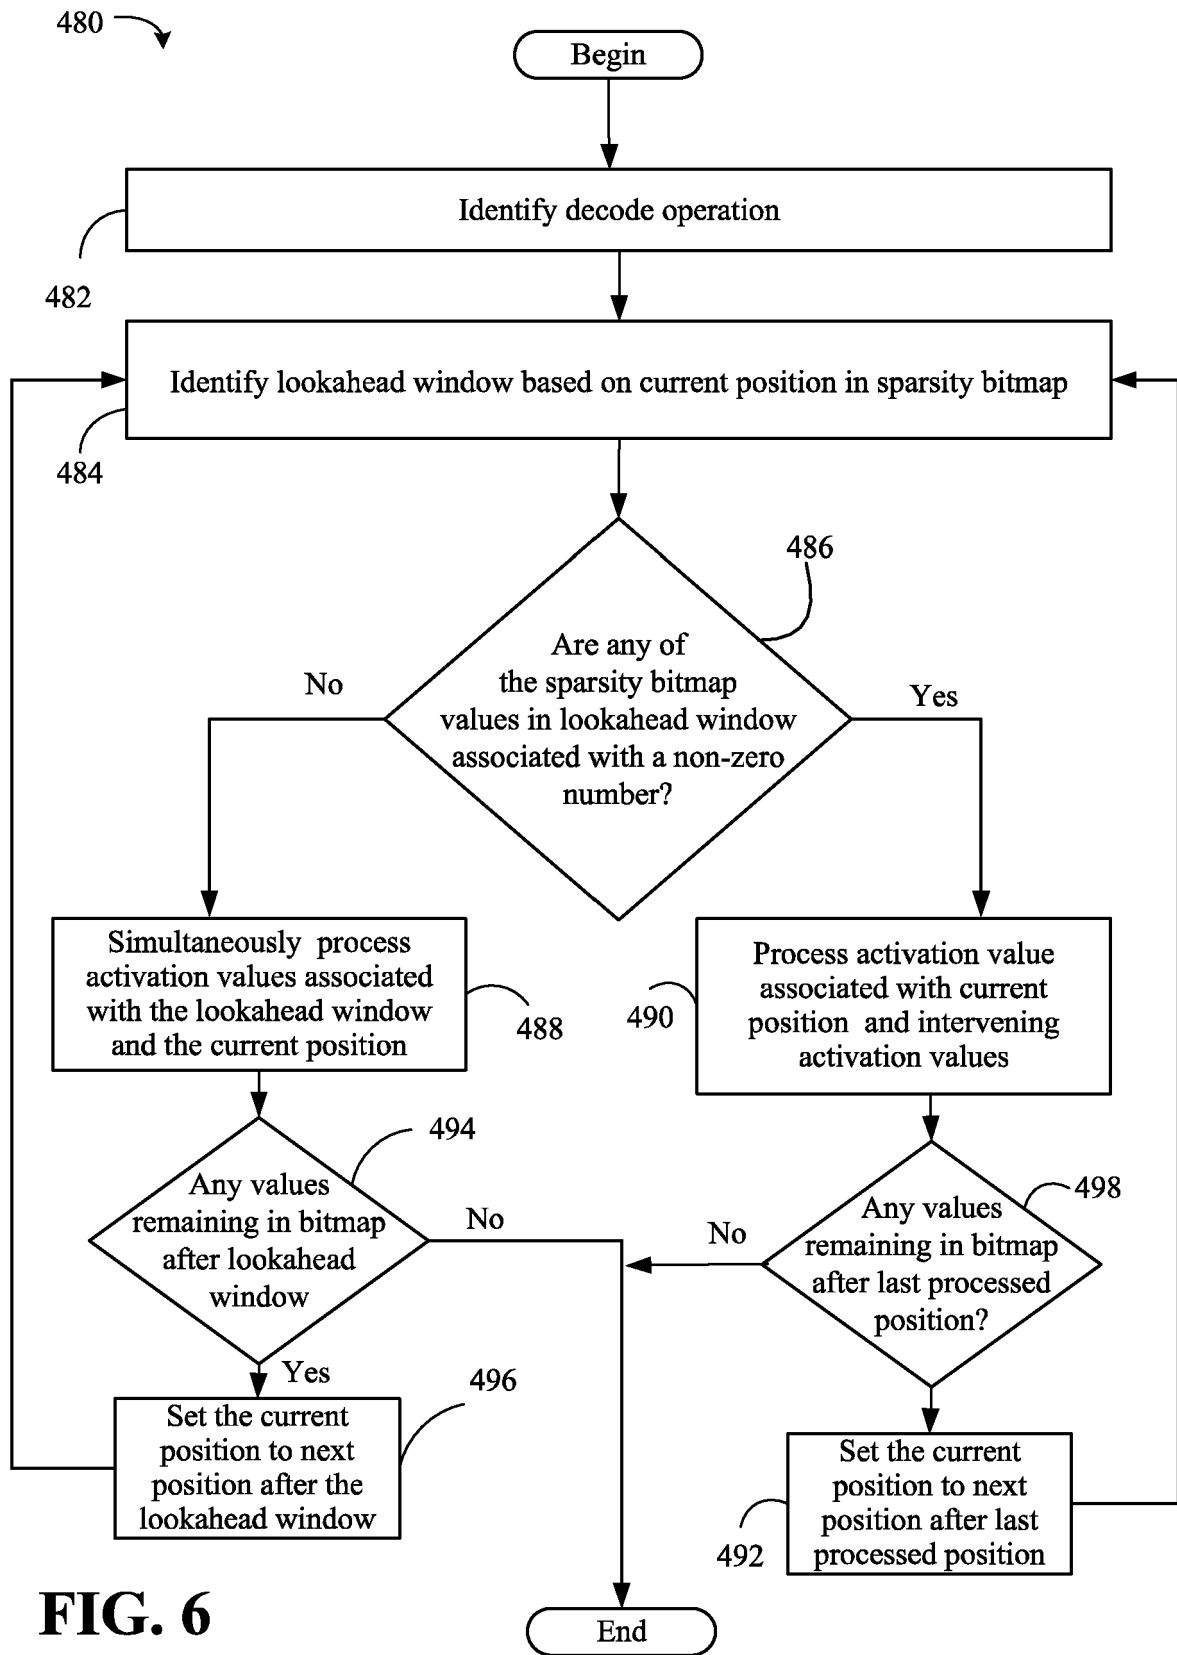 480
Begin
Identify decode operation
482
Identify lookahead window based on current position in sparsity bitmap
484
486
Are any of
the sparsity bitmap
values in lookahead window
associated with a non-zero
number?
No
Yes
Simultaneously process
activation values associated
with the lookahead window
and the current position
488
490
Process activation value
associated with current
position and intervening
activation values
494
Any values
remaining in bitmap
after lookahead
window
No
498
Any values
remaining in bitmap
after last processed
position?
No
Yes
496
Set the current
position to next
position after the
lookahead window
Set the current
position to next
position after last
processed position
492
FIG. 6
End